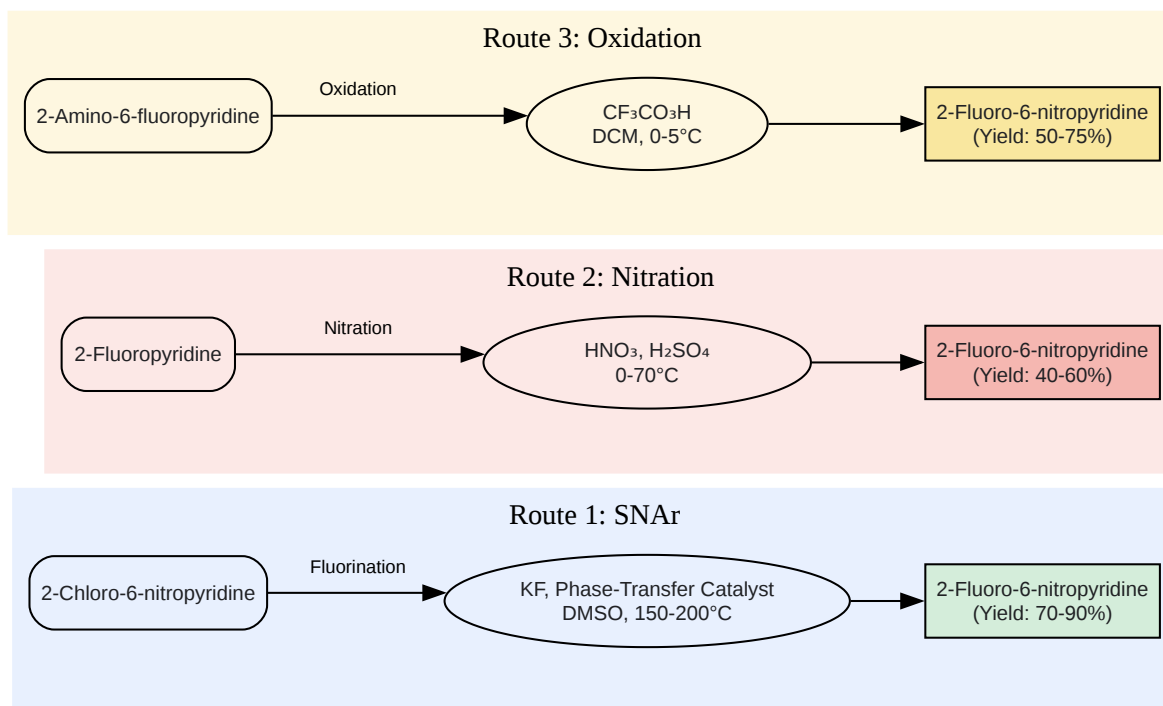 Route 3: Oxidation
Oxidation
2-Amino-6-fluoropyridine
CF₃CO₃H
DCM, 0-5°C
2-Fluoro-6-nitropyridine
(Yield: 50-75%)
Route 2: Nitration
Nitration
2-Fluoropyridine
HNO₃, H₂SO₄
0-70°C
2-Fluoro-6-nitropyridine
(Yield: 40-60%)
Route 1: SNAr
Fluorination
2-Chloro-6-nitropyridine
KF, Phase-Transfer Catalyst
DMSO, 150-200°C
2-Fluoro-6-nitropyridine
(Yield: 70-90%)